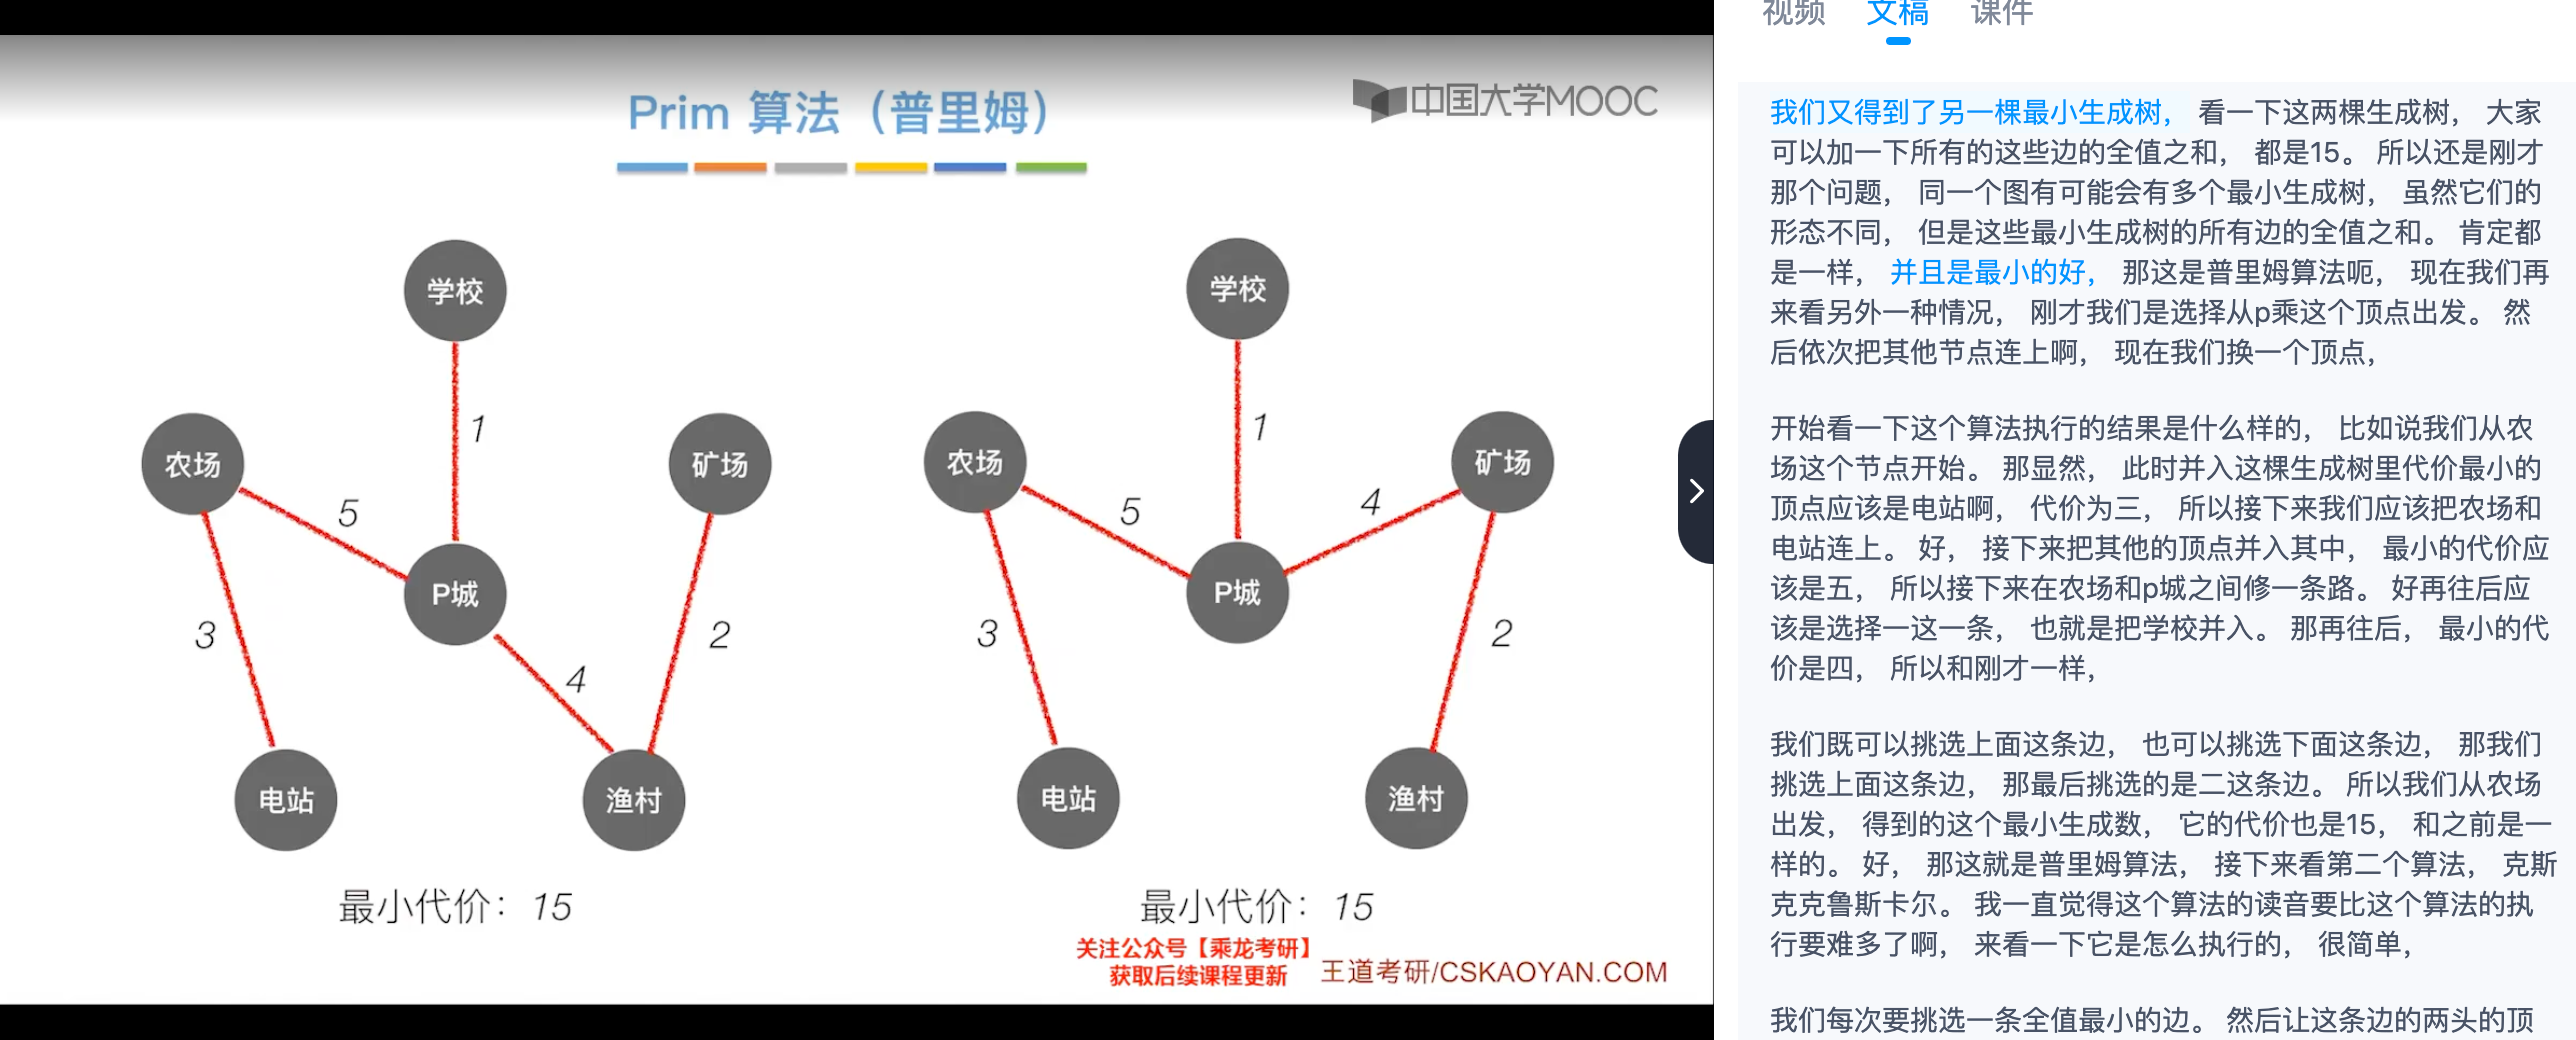 Prim 算法（普里姆）
中国大学MOOC
学校
1
农场
矿场
5
P城
3
2
4
电站
渔村
最小代价：15
学校
1
农场
矿场
5
4
P城
3
2
电站
渔村
最小代价：15
关注公众号【乘龙考研】
获取后续课程更新
王道考研/CSKAOYAN.COM
视频 文稿 课件
我们又得到了另一棵最小生成树， 看一下这两棵生成树， 大家
可以加一下所有的这些边的全值之和， 都是15。 所以还是刚才
那个问题， 同一个图有可能会有多个最小生成树， 虽然它们的
形态不同， 但是这些最小生成树的所有边的全值之和。 肯定都
是一样， 并且是最小的好， 那这是普里姆算法呃， 现在我们再
来看另外一种情况， 刚才我们是选择从p乘这个顶点出发。 然
后依次把其他节点连上啊， 现在我们换一个顶点，
开始看一下这个算法执行的结果是什么样的， 比如说我们从农
场这个节点开始。 那显然， 此时并入这棵生成树里代价最小的
顶点应该是电站啊， 代价为三， 所以接下来我们应该把农场和
电站连上。 好， 接下来把其他的顶点并入其中， 最小的代价应
该是五， 所以接下来在农场和p城之间修一条路。 好再往后应
该是选择一这一条， 也就是把学校并入。 那再往后， 最小的代
价是四， 所以和刚才一样，
我们既可以挑选上面这条边， 也可以挑选下面这条边， 那我们
挑选上面这条边， 那最后挑选的是二这条边。 所以我们从农场
出发， 得到的这个最小生成数， 它的代价也是15， 和之前是一
样的。 好， 那这就是普里姆算法， 接下来看第二个算法， 克斯
克克鲁斯卡尔。 我一直觉得这个算法的读音要比这个算法的执
行要难多了啊， 来看一下它是怎么执行的， 很简单，
我们每次要挑选一条全值最小的边。 然后让这条边的两头的顶